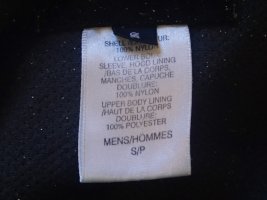 100% NYLON
LOWER BODY
SLEEVE, HOOD LINING
/BAS DE LA CORPS,
MANCHES, CAPUCHE
DOUBLURE:
100% NYLON
UPPER BODY LINING
/HAUT DE LA CORPS
DOUBLURE:
100% POLYESTER
MENS/HOMMES
S/P